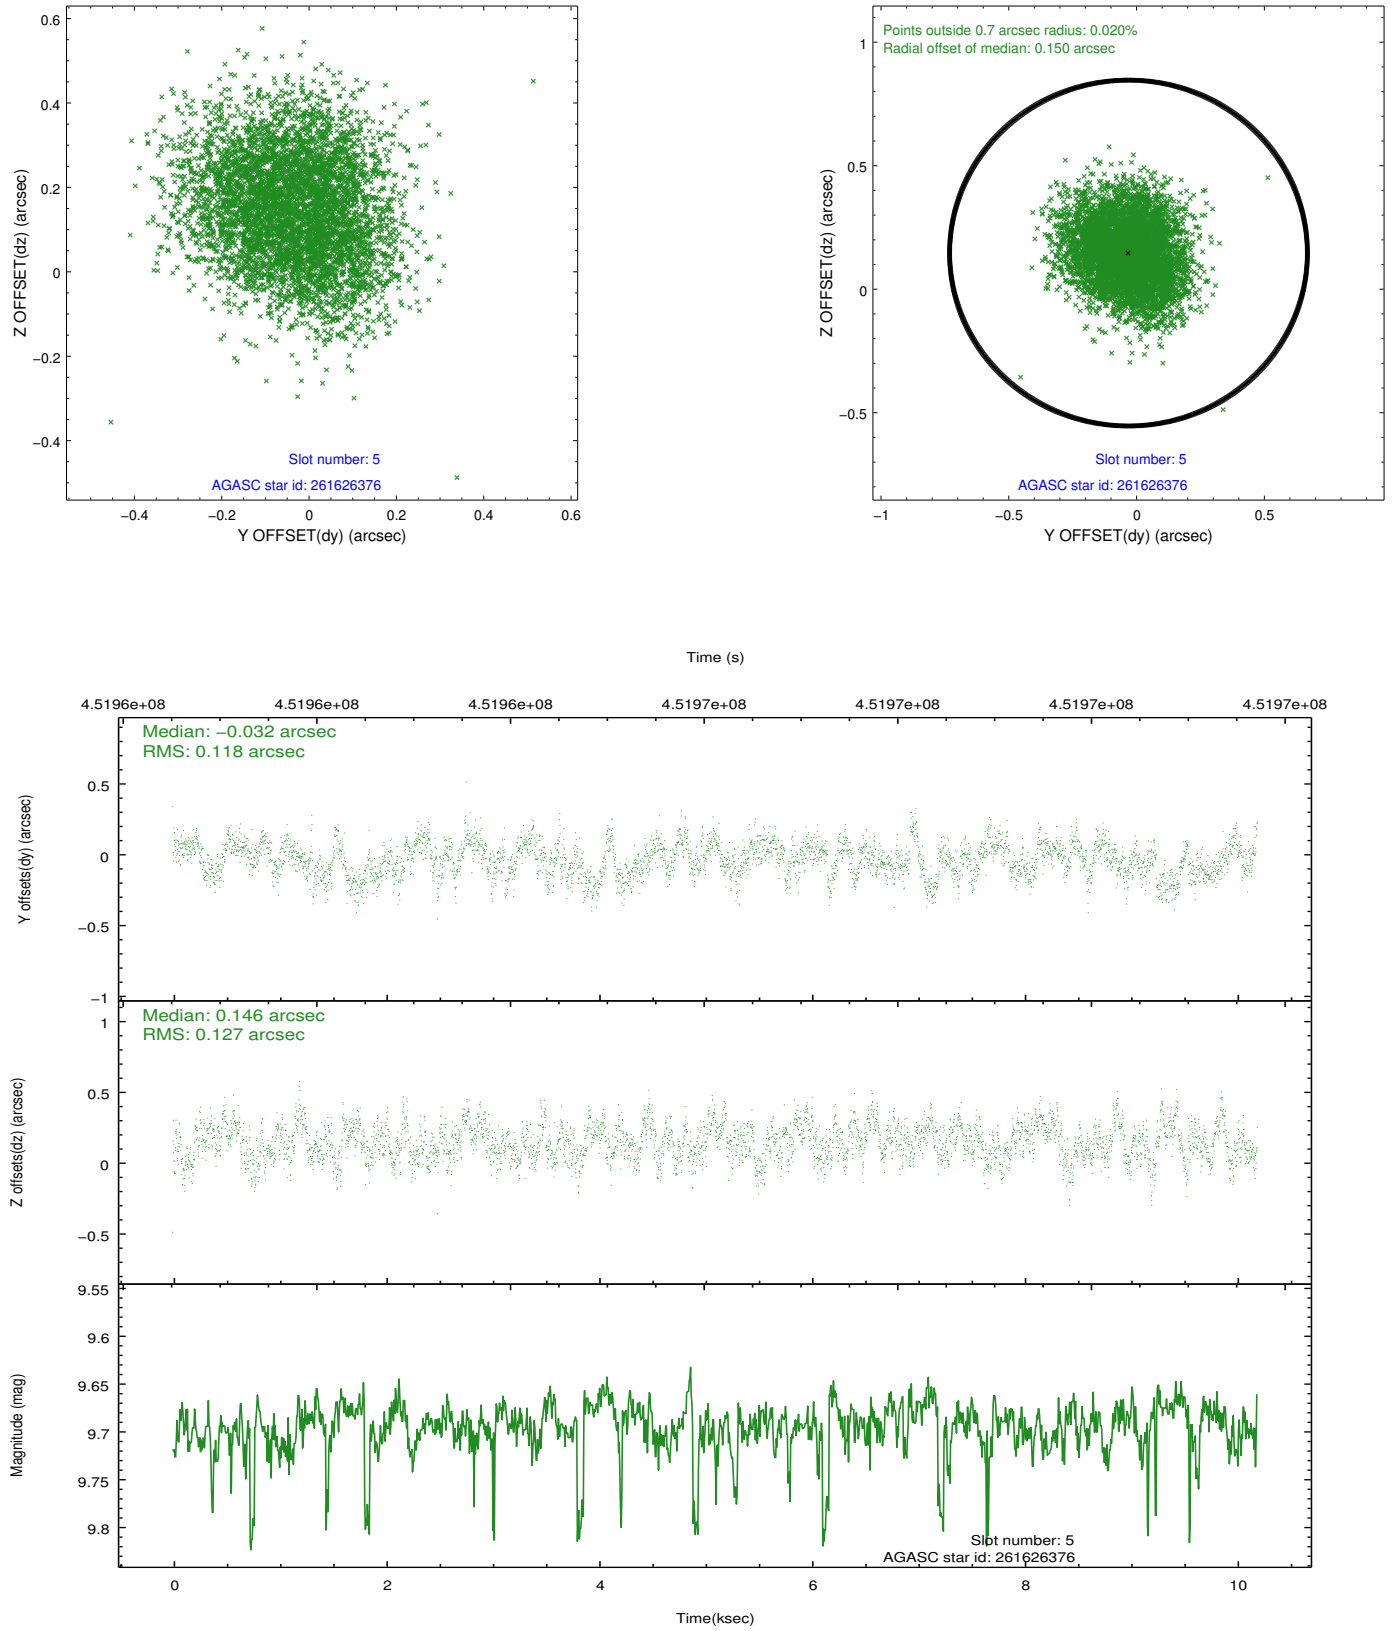 0.6
0.4
0.2
0
−0.2
−0.4
Z OFFSET(dz) (arcsec)
Slot number: 5
AGASC star id: 261626376
−0.4
−0.2
0
0.2
0.4
0.6
Y OFFSET(dy) (arcsec)
Points outside 0.7 arcsec radius: 0.020%
Radial offset of median: 0.150 arcsec
1
0.5
0
−0.5
Z OFFSET(dz) (arcsec)
Slot number: 5
AGASC star id: 261626376
−1
−0.5
0
0.5
Y OFFSET(dy) (arcsec)
Time (s)
4.5196e+08
4.5196e+08
4.5196e+08
4.5197e+08
4.5197e+08
4.5197e+08
4.5197e+08
Median: −0.032 arcsec
RMS: 0.118 arcsec
0.5
0
−0.5
−1
Y offsets(dy) (arcsec)
Median: 0.146 arcsec
RMS: 0.127 arcsec
1
0.5
0
−0.5
Z offsets(dz) (arcsec)
9.55
9.6
9.65
9.7
9.75
9.8
Magnitude (mag)
Slot number: 5
AGASC star id: 261626376
0
2
4
6
8
10
Time(ksec)